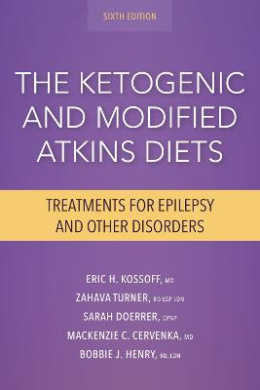 SIXTH EDITION
THE KETOGENIC
AND MODIFIED
ATKINS DIETS
TREATMENTS FOR EPILEPSY
AND OTHER DISORDERS
ERIC H. KOSSOFF, MD
ZAHAVA TURNER, RD CSP LDN
SARAH DOERRER, CPNP
MACKENZIE C. CERVENKA, MD
BOBBIE J. HENRY, RD, LDN